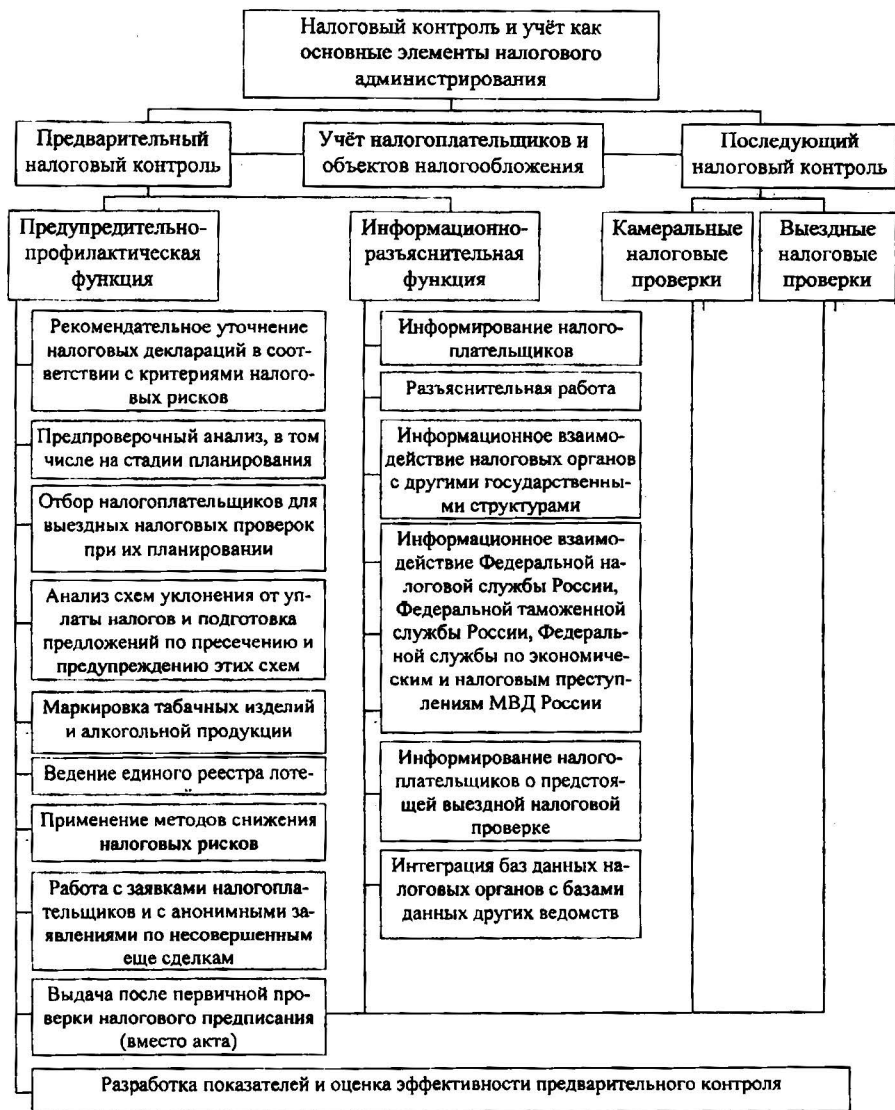 Налоговый контроль и учёт как
основные элементы налогового
администрирования
Предварительный
налоговый контроль
Учёт налогоплательщиков и
объектов налогообложения
Последующий
налоговый контроль
Предупредительно-
профилактическая
функция
Информационно-
разъяснительная
функция
Камеральные
налоговые
проверки
Выездные
налоговые
проверки
Рекомендательное уточнение
налоговых деклараций в соот-
ветствии с критериями налого-
вых рисков
Предпроверочный анализ, в том
числе на стадии планирования
Отбор налогоплательщиков для
выездных налоговых проверок
при их планировании
Анализ схем уклонения от уп-
латы налогов и подготовка
предложений по пресечению и
предупреждению этих схем
Маркировка табачных изделий
и алкогольной продукции
Ведение единого реестра лоте-
Применение методов снижения
налоговых рисков
Работа с заявками налогопла-
тельщиков и с анонимными за-
явлениями по несовершенным
еще сделкам
Выдача после первичной про-
верки налогового предписания
(вместо акта)
Информирование налого-
плательщиков
Разъяснительная работа
Информационное взаимо-
действие налоговых органов
с другими государственны-
ми структурами
Информационное взаимо-
действие Федеральной на-
логовой службы России,
Федеральной таможенной
службы России, Федераль-
ной службы по экономиче-
ским и налоговым преступ-
лениям МВД России
Информирование налого-
плательщиков о предстоя-
щей выездной налоговой
проверке
Интеграция баз данных на-
логовых органов с базами
данных других ведомств
Разработка показателей и оценка эффективности предварительного контроля